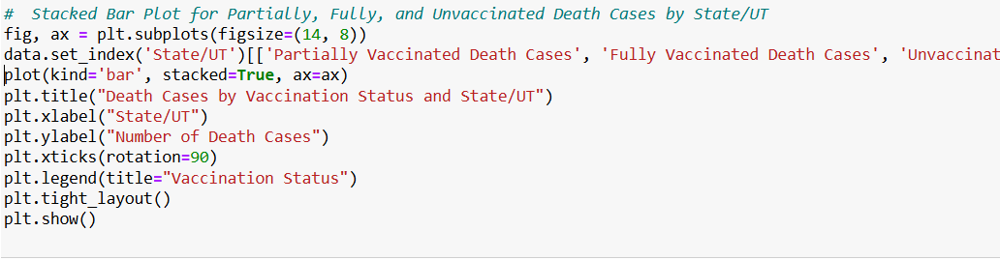 #  Stacked Bar Plot for Partially, Fully, and Unvaccinated Death Cases by State/UT
fig, ax = plt.subplots(figsize=(14, 8))
data.set_index('State/UT')[['Partially Vaccinated Death Cases', 'Fully Vaccinated Death Cases', 'Unvaccinat
plot(kind='bar', stacked=True, ax=ax)
plt.title("Death Cases by Vaccination Status and State/UT")
plt.xlabel("State/UT")
plt.ylabel("Number of Death Cases")
plt.xticks(rotation=90)
plt.legend(title="Vaccination Status")
plt.tight_layout()
plt.show()